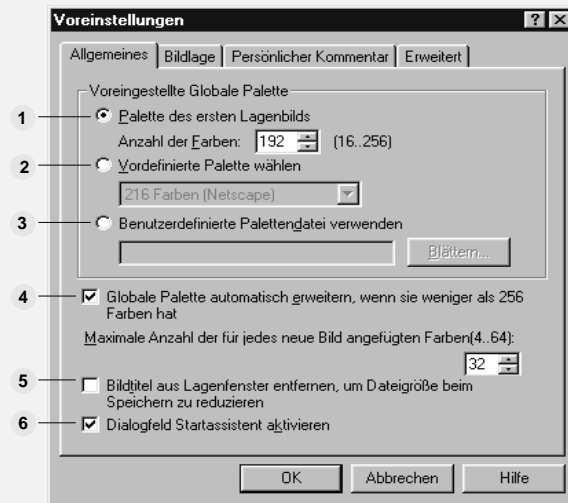 Voreinstellungen
Allgemeines Bildlage Persönlicher Kommentar Erweitert
Voreingestellte Globale Palette
1 Palette des ersten Lagenbilds
Anzahl der Farben: 192 (16..256)
2 Vordefinierte Palette wählen
216 Farben (Netscape)
3 Benutzerdefinierte Palettendatei verwenden
Blättern...
4 Globale Palette automatisch erweitern, wenn sie weniger als 256
Farben hat
Maximale Anzahl der für jedes neue Bild angefügten Farben(4..64):
32
5 Bildtitel aus Lagenfenster entfernen, um Dateigröße beim
Speichern zu reduzieren
6 Dialogfeld Startassistent aktivieren
OK Abbrechen Hilfe